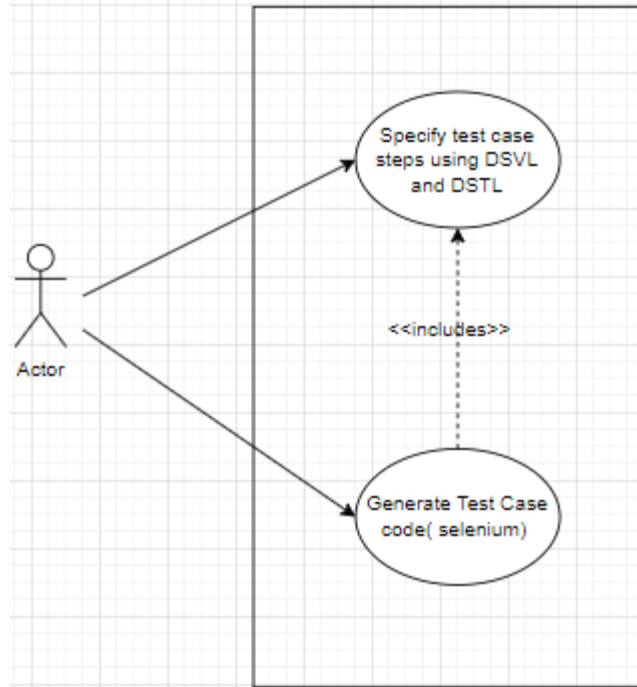 Specify test case
steps using DSVL
and DSTL
<<includes>>
Actor
Generate Test Case
code( selenium)